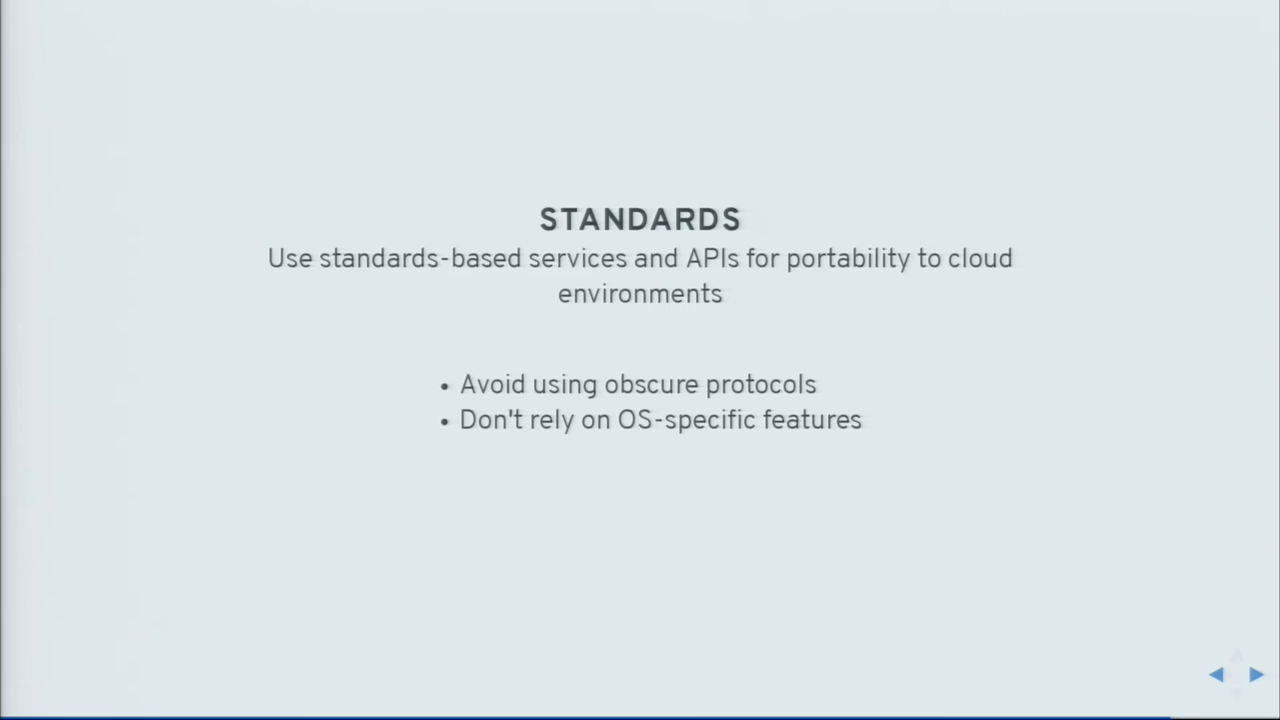 STANDARDS
Use standards-based services and APIs for portability to cloud
environments
• Avoid using obscure protocols
• Don't rely on OS-specific features